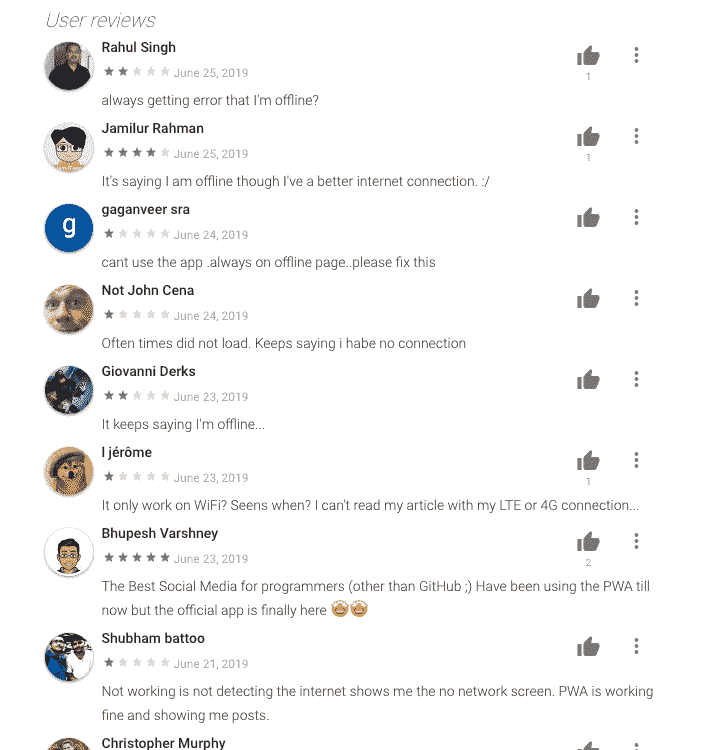 User reviews
Rahul Singh
June 25, 2019
1
always getting error that I'm offline?
Jamilur Rahman
June 25, 2019
1
It's saying I am offline though I've a better internet connection. :/
g
gaganveer sra
June 24, 2019
cant use the app .always on offline page..please fix this
Not John Cena
June 24, 2019
Often times did not load. Keeps saying i habe no connection
Giovanni Derks
June 23, 2019
It keeps saying I'm offline...
l jérôme
June 23, 2019
1
It only work on WiFi? Seens when? I can't read my article with my LTE or 4G connection...
Bhupesh Varshney
June 23, 2019
2
The Best Social Media for programmers (other than GitHub ;) Have been using the PWA till
now but the official app is finally here 🤩🤩
Shubham battoo
June 21, 2019
Not working is not detecting the internet shows me the no network screen. PWA is working
fine and showing me posts.
Christopher Murphy